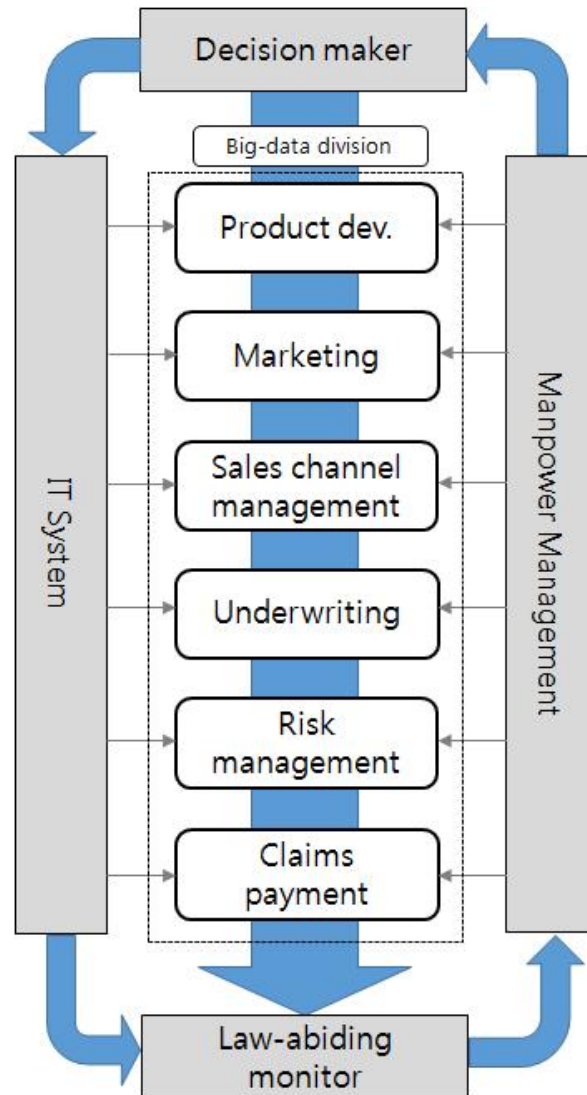 Decision maker
Big-data division
Product dev.
Marketing
Sales channel
management
Underwriting
Risk
management
Claims
payment
IT System
Manpower Management
Law-abiding
monitor